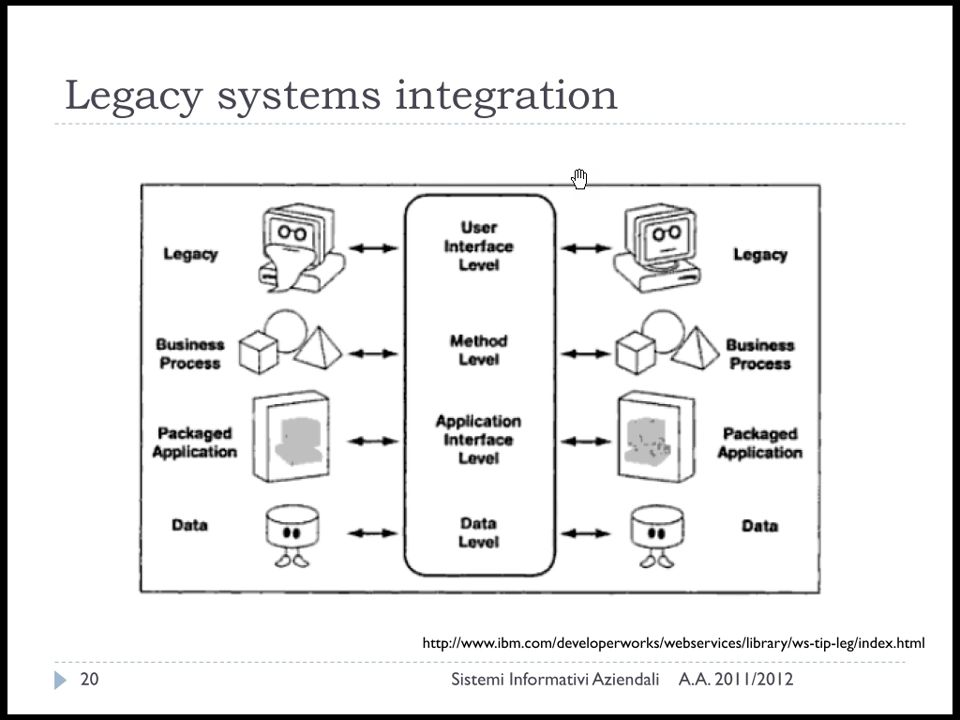 Legacy systems integration
Legacy
User
Interface
Level
Legacy
Business
Process
Method
Level
Business
Process
Packaged
Application
Application
Interface
Level
Packaged
Application
Data
Data
Level
Data
http://www.ibm.com/developerworks/webservices/library/ws-tip-leg/index.html
20
Sistemi Informativi Aziendali A.A. 2011/2012